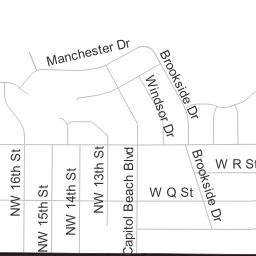 Manchester Dr
Brookside Dr
Windsor Dr
NW 16th St
NW 15th St
NW 14th St
NW 13th St
Capitol Beach Blvd
Brookside Dr
W R St
W Q St